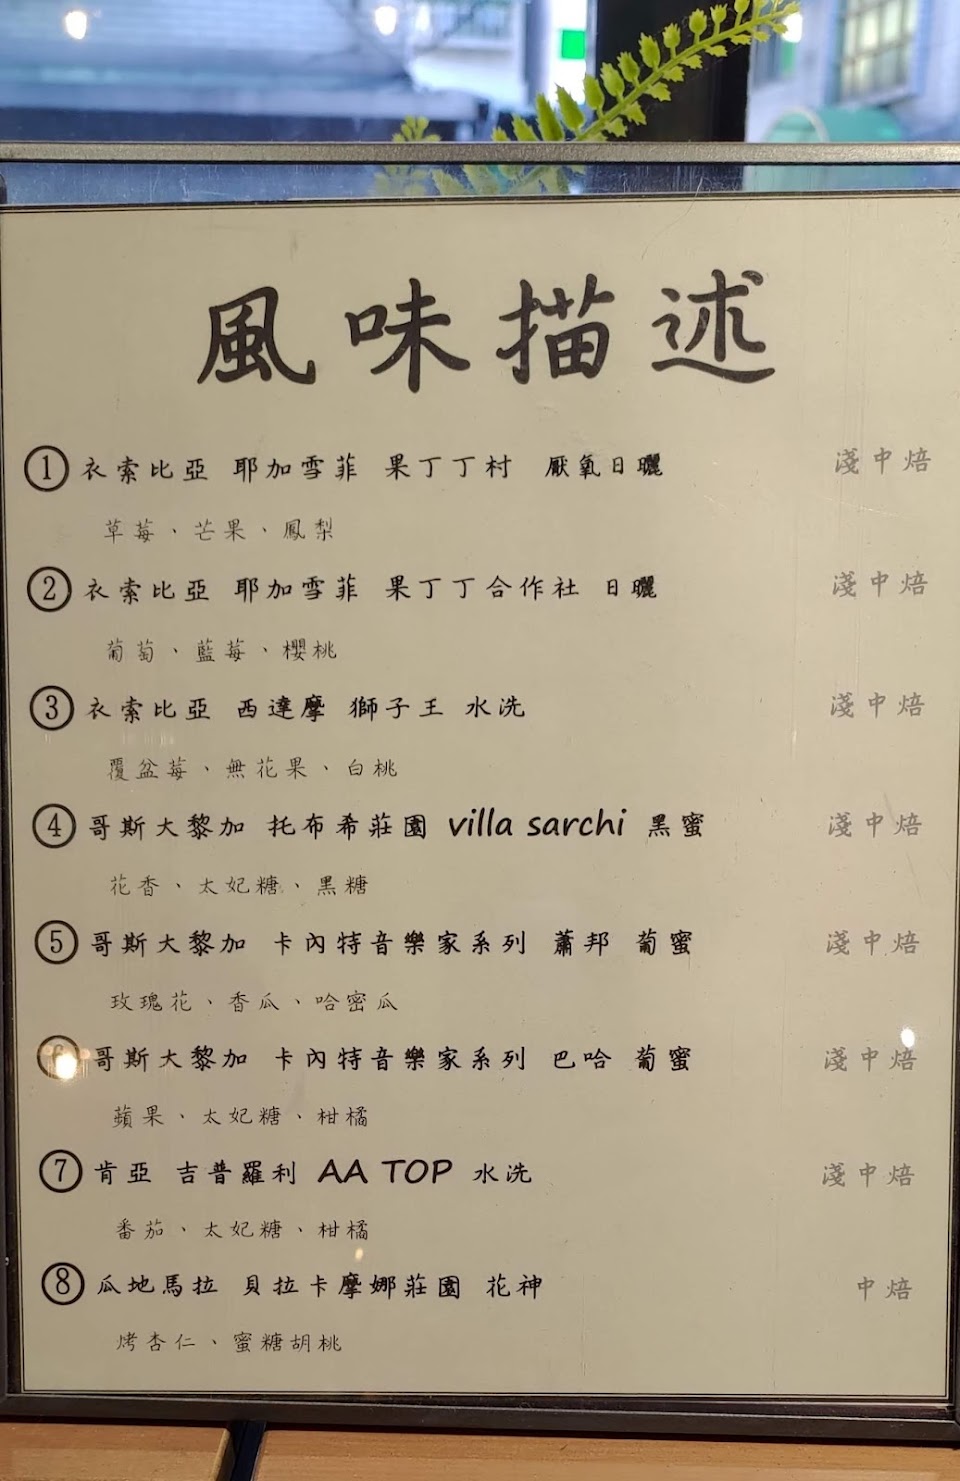 風味描述
① 衣索比亞 耶加雪菲 果丁丁村 厭氧日曬 淺中焙
草莓、芒果、鳳梨
② 衣索比亞 耶加雪菲 果丁丁合作社 日曬 淺中焙
葡萄、藍莓、櫻桃
③ 衣索比亞 西達摩 獅子王 水洗 淺中焙
覆盆莓、無花果、白桃
④ 哥斯大黎加 托布希莊園 villa sarchi 黑蜜 淺中焙
花香、太妃糖、黑糖
⑤ 哥斯大黎加 卡內特音樂家系列 蕭邦 葡蜜 淺中焙
玫瑰花、香瓜、哈密瓜
⑥ 哥斯大黎加 卡內特音樂家系列 巴哈 葡蜜 淺中焙
蘋果、太妃糖、柑橘
⑦ 肯亞 吉普羅利 AA TOP 水洗 淺中焙
番茄、太妃糖、柑橘
⑧ 瓜地馬拉 貝拉卡摩娜莊園 花神 中焙
烤杏仁、蜜糖胡桃